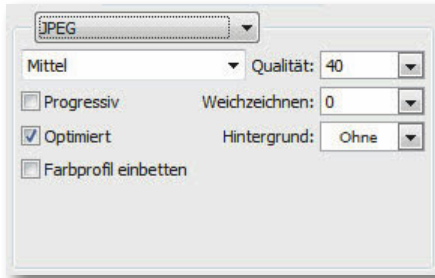 JPEG
Mittel Qualität: 40
Progressiv Weichzeichnen: 0
Optimiert Hintergrund: Ohne
Farbprofil einbetten